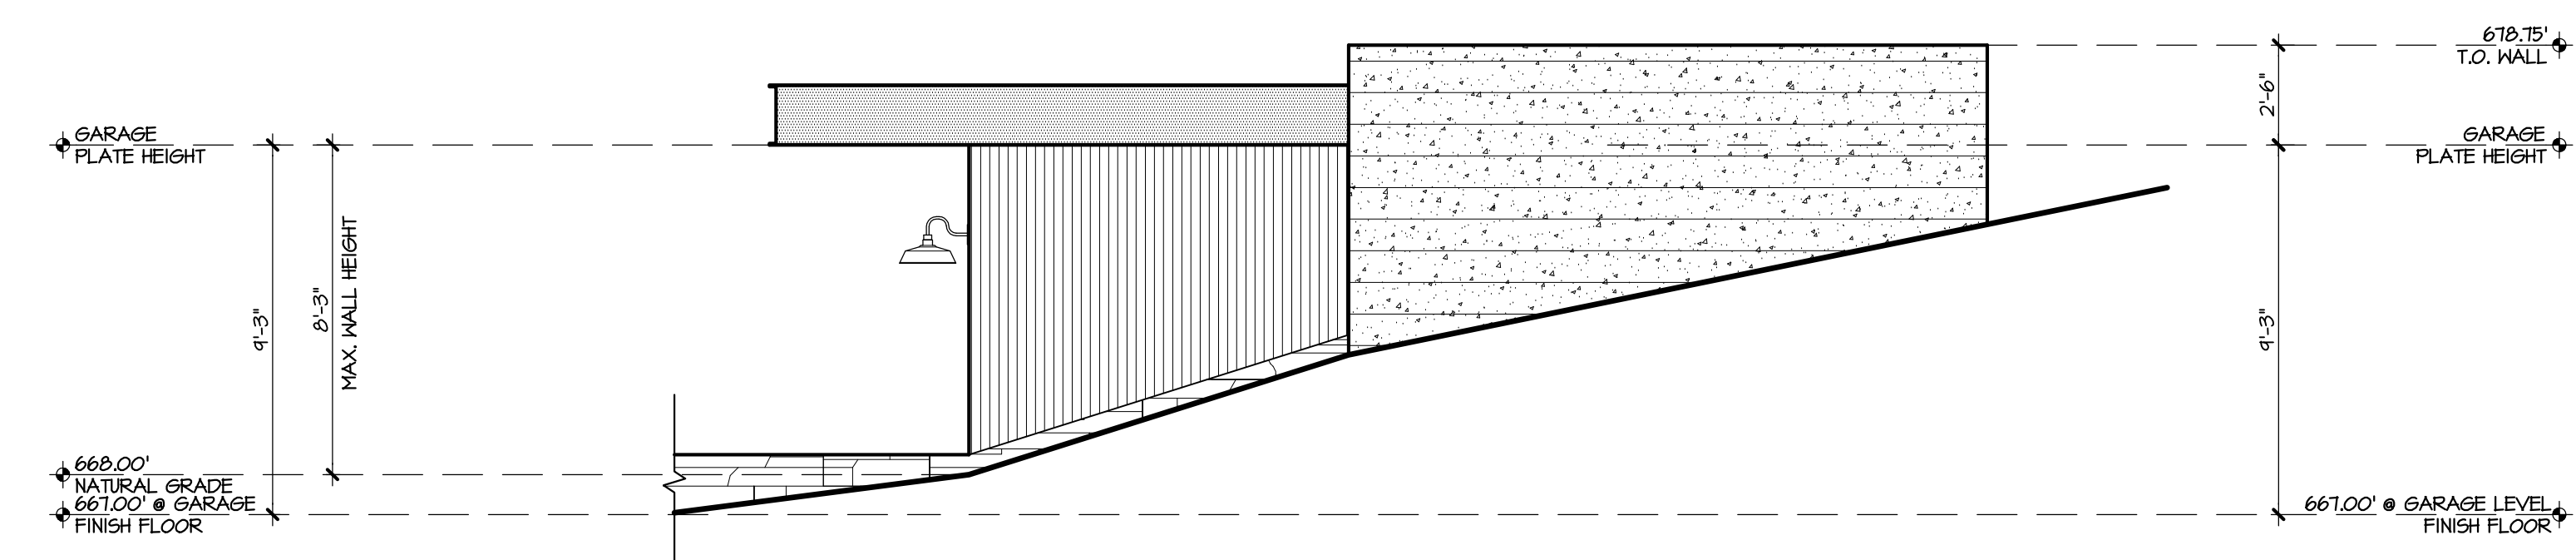 678.75'
T.O. WALL
2'-6"
GARAGE
PLATE HEIGHT
GARAGE
PLATE HEIGHT
9'-3"
8'-3"
MAX. WALL HEIGHT
9'-3"
668.00'
NATURAL GRADE
667.00' @ GARAGE
FINISH FLOOR
667.00' @ GARAGE LEVEL
FINISH FLOOR